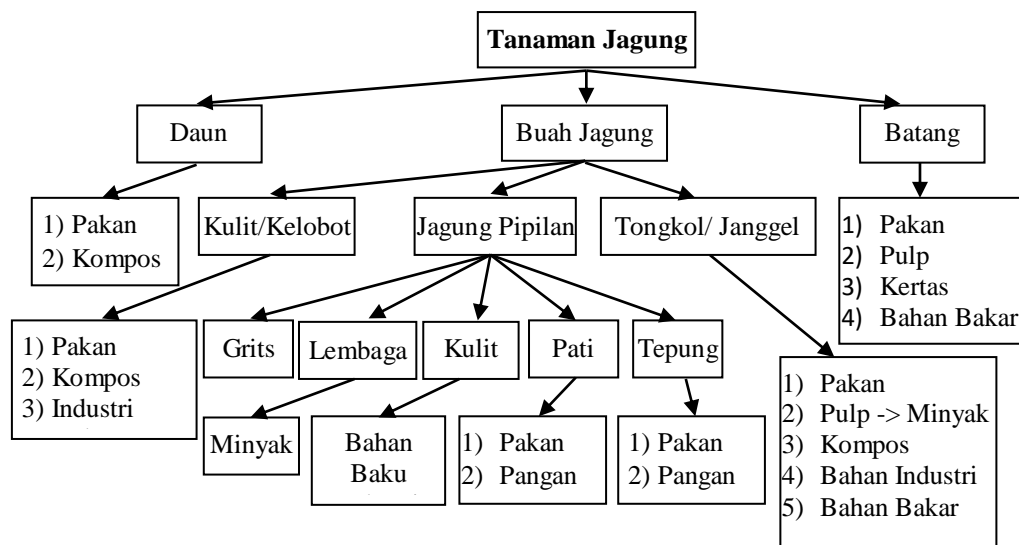 Tanaman Jagung
Daun
Buah Jagung
Batang
1) Pakan
2) Kompos
Kulit/Kelobot
Jagung Pipilan
Tongkol/ Janggel
1) Pakan
2) Pulp
3) Kertas
4) Bahan Bakar
1) Pakan
2) Kompos
3) Industri
Grits
Lembaga
Kulit
Pati
Tepung
1) Pakan
2) Pulp -> Minyak
3) Kompos
4) Bahan Industri
5) Bahan Bakar
Minyak
Bahan
Baku
1) Pakan
2) Pangan
1) Pakan
2) Pangan